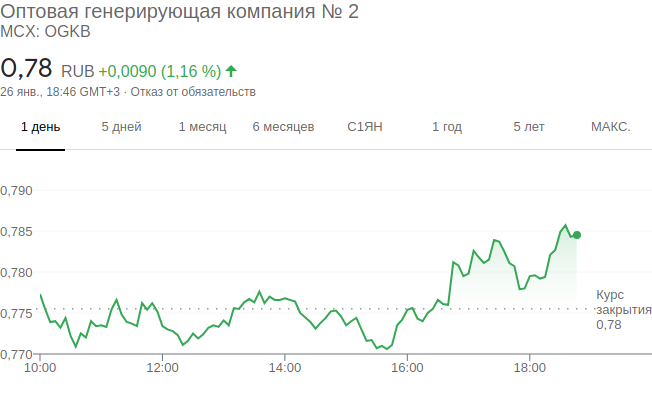 Оптовая генерирующая компания № 2
MCX: OGKB
0,78 RUB +0,0090 (1,16 %)
26 янв., 18:46 GMT+3 · Отказ от обязательств
1 день 5 дней 1 месяц 6 месяцев С1ЯН 1 год 5 лет МАКС.
0,790
0,785
0,780
0,775
0,770
Курс
закрытия
0,78
10:00 12:00 14:00 16:00 18:00